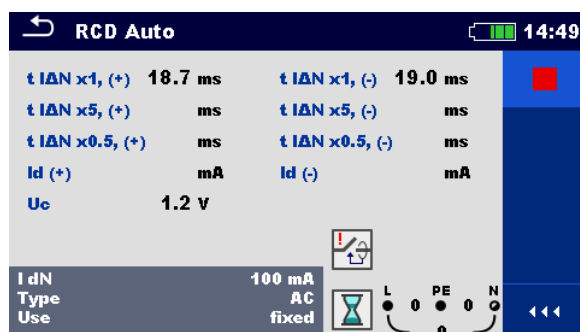 RCD Auto 14:49
t IΔN x1, (+) 18.7 ms t IΔN x1, (-) 19.0 ms
t IΔN x5, (+) ms t IΔN x5, (-) ms
t IΔN x0.5, (+) ms t IΔN x0.5, (-) ms
Id (+) mA Id (-) mA
Uc 1.2 V
I dN 100 mA
Type AC
Use fixed
L PE N
0 0
0